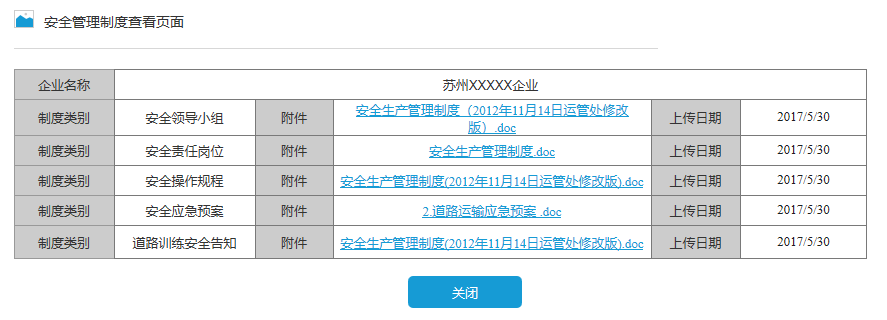 安全管理制度查看页面
企业名称 苏州XXXXX企业
制度类别 安全领导小组 附件 安全生产管理制度（2012年11月14日运管处修改
版）.doc 上传日期 2017/5/30
制度类别 安全责任岗位 附件 安全生产管理制度.doc 上传日期 2017/5/30
制度类别 安全操作规程 附件 安全生产管理制度(2012年11月14日运管处修改版).doc 上传日期 2017/5/30
制度类别 安全应急预案 附件 2.道路运输应急预案 .doc 上传日期 2017/5/30
制度类别 道路训练安全告知 附件 安全生产管理制度(2012年11月14日运管处修改版).doc 上传日期 2017/5/30
关闭